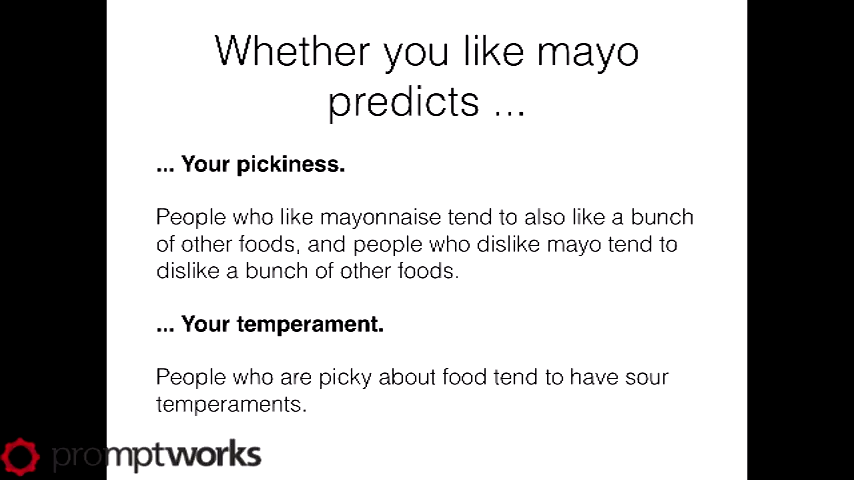 Whether you like mayo
predicts ...
... Your pickiness.
People who like mayonnaise tend to also like a bunch
of other foods, and people who dislike mayo tend to
dislike a bunch of other foods.
... Your temperament.
People who are picky about food tend to have sour
temperaments.
promptworks